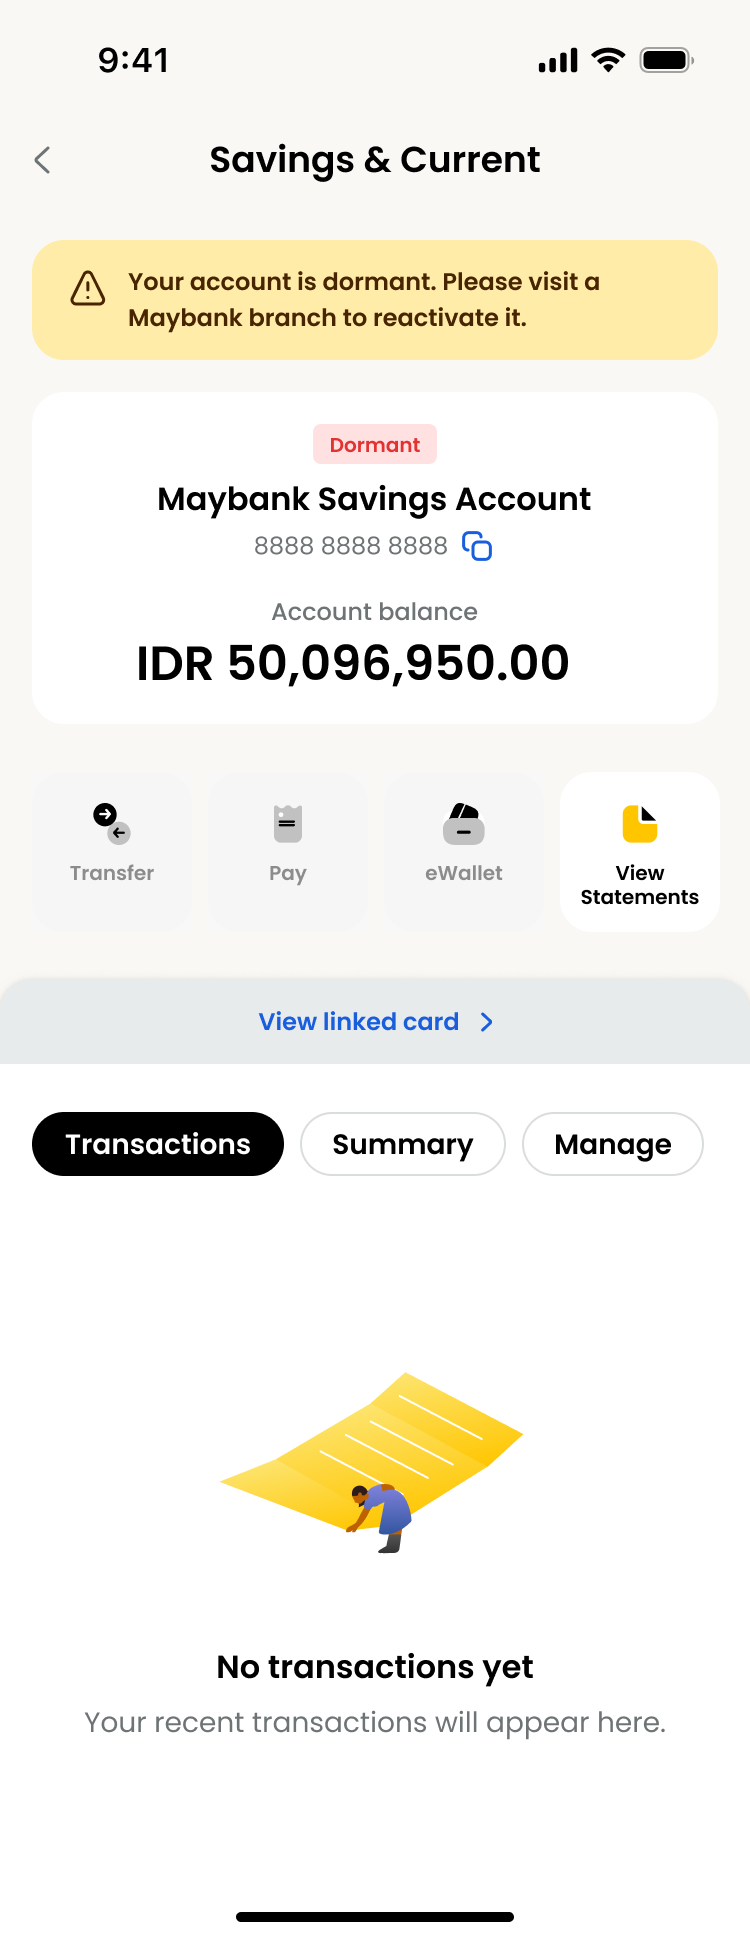 9:41
Savings & Current
Your account is dormant. Please visit a
Maybank branch to reactivate it.
Dormant
Maybank Savings Account
8888 8888 8888
Account balance
IDR 50,096,950.00
Transfer
Pay
eWallet
View
Statements
View linked card
Transactions
Summary
Manage
No transactions yet
Your recent transactions will appear here.